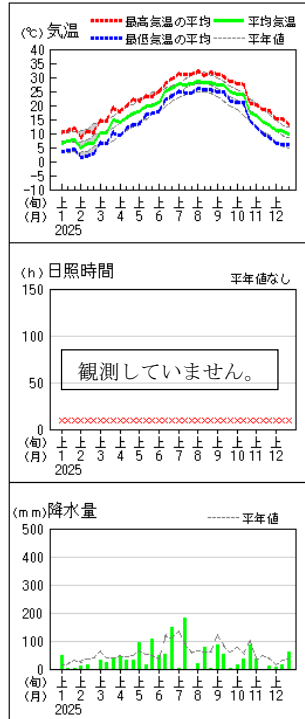 最高気温の平均 平均気温
最低気温の平均 平年値
(℃) 気温
40
35
30
25
20
15
10
5
0
-5
-10
(旬) 上 上 上 上 上 上 上 上 上 上 上 上
(月) 1 2 3 4 5 6 7 8 9 10 11 12
2025
(h) 日照時間
平年値なし
150
100
50
0
観測していません。
(旬) 上 上 上 上 上 上 上 上 上 上 上 上
(月) 1 2 3 4 5 6 7 8 9 10 11 12
2025
(mm) 降水量
平年値
500
400
300
200
100
0
(旬) 上 上 上 上 上 上 上 上 上 上 上 上
(月) 1 2 3 4 5 6 7 8 9 10 11 12
2025